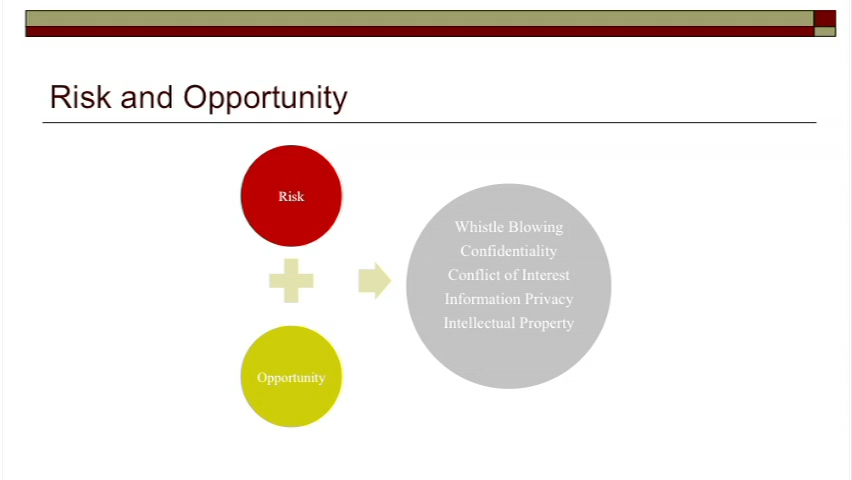 Risk and Opportunity
Risk
Opportunity
Whistle Blowing
Confidentiality
Conflict of Interest
Information Privacy
Intellectual Property